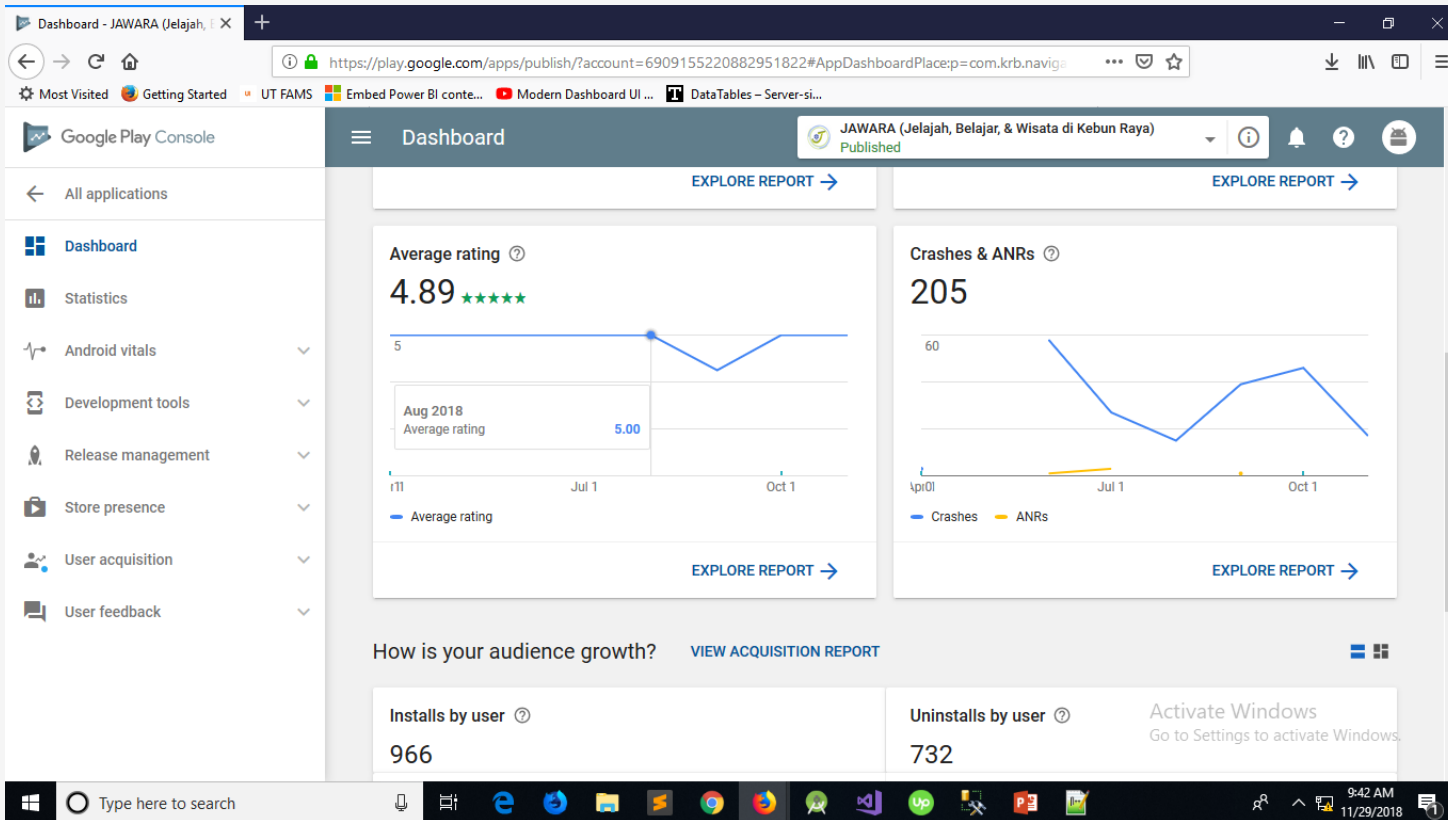 Dashboard - JAWARA (Jelajah, B
https://play.google.com/apps/publish/?account=6909155220882951822#AppDashboardPlace:p=com.krb.naviga
Most Visited Getting Started UT FAMS Embed Power BI conte... Modern Dashboard UI ... DataTables – Server-si...
Google Play Console
Dashboard
JAWARA (Jelajah, Belajar, & Wisata di Kebun Raya)
Published
All applications
Dashboard
Statistics
Android vitals
Development tools
Release management
Store presence
User acquisition
User feedback
EXPLORE REPORT
EXPLORE REPORT
Average rating
4.89
5
Aug 2018
Average rating 5.00
Jul 1 Oct 1
Average rating
EXPLORE REPORT
Crashes & ANRs
205
60
Jul 1 Oct 1
Crashes ANRs
EXPLORE REPORT
How is your audience growth? VIEW ACQUISITION REPORT
Installs by user
966
Uninstalls by user
732
Activate Windows
Go to Settings to activate Windows.
Type here to search
9:42 AM
11/29/2018
1